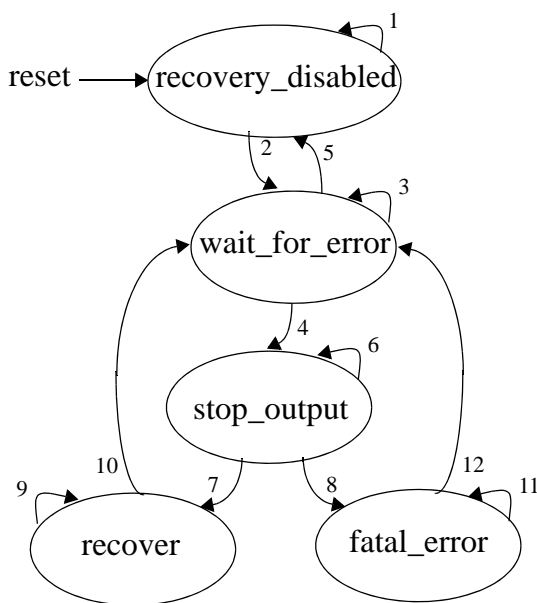 1
reset
recovery_disabled
2
5
3
wait_for_error
4
6
stop_output
10
7
8
12
9
11
recover
fatal_error